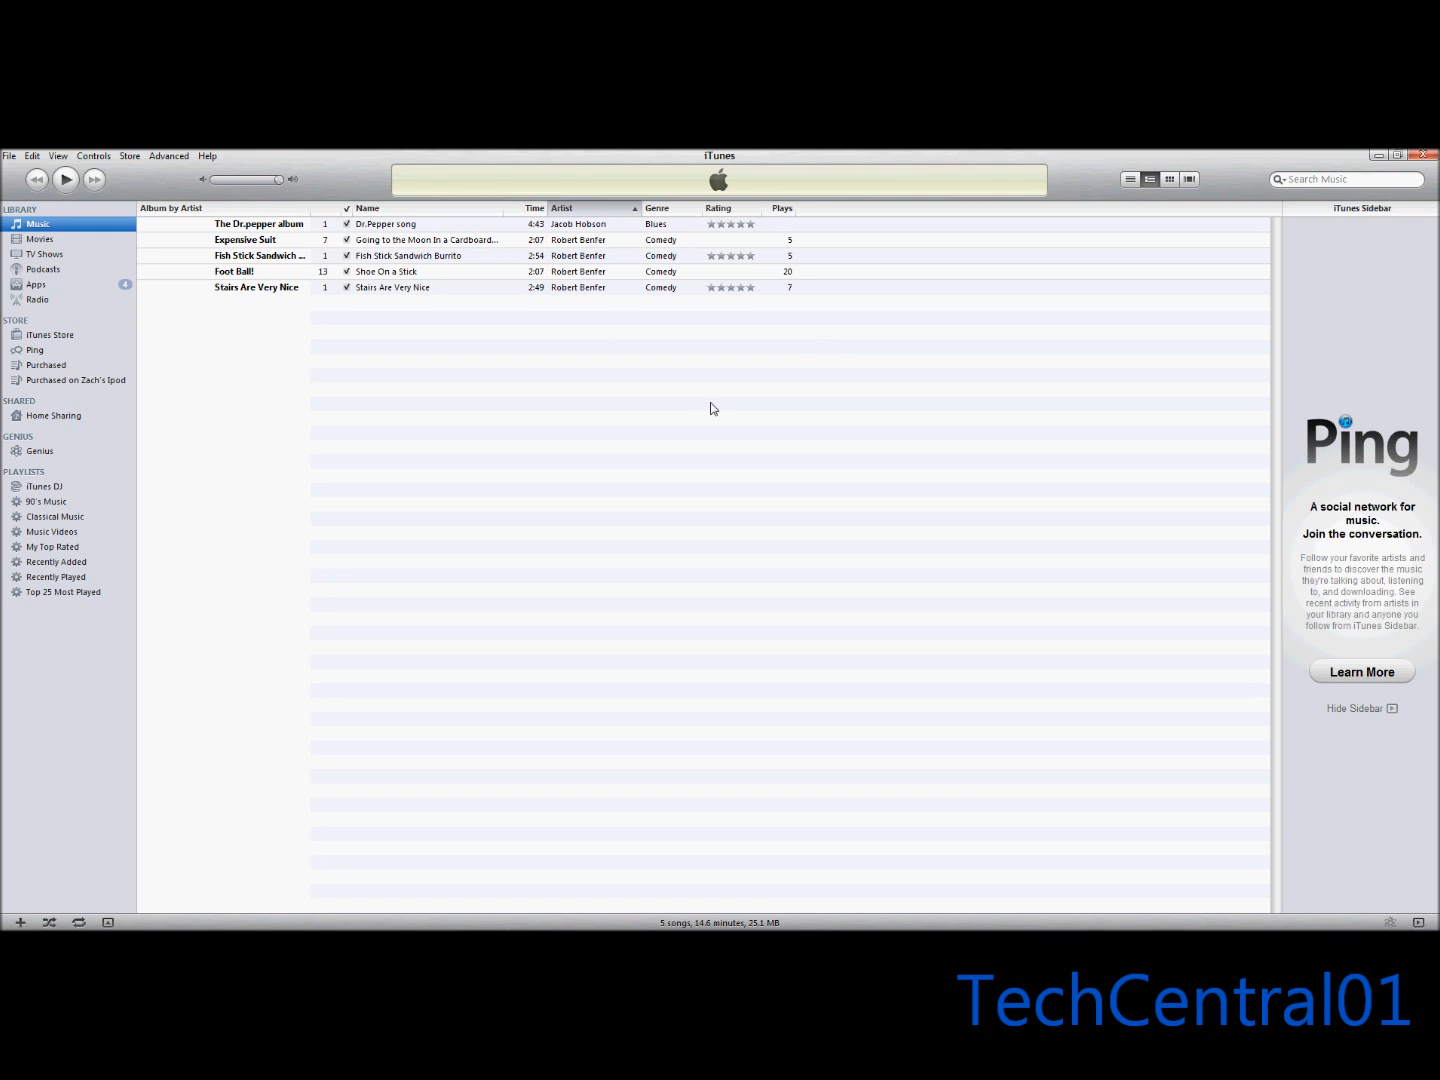 File Edit View Controls Store Advanced Help
iTunes
Search Music
LIBRARY
Music
Movies
TV Shows
Podcasts
Apps 4
Radio
STORE
iTunes Store
Ping
Purchased
Purchased on Zach's Ipod
SHARED
Home Sharing
GENIUS
Genius
PLAYLISTS
iTunes DJ
90's Music
Classical Music
Music Videos
My Top Rated
Recently Added
Recently Played
Top 25 Most Played
Album by Artist Name Time Artist Genre Rating Plays
The Dr.pepper album 1 Dr.Pepper song 4:43 Jacob Hobson Blues
Expensive Suit 7 Going to the Moon In a Cardboard... 2:07 Robert Benfer Comedy 5
Fish Stick Sandwich ... 1 Fish Stick Sandwich Burrito 2:54 Robert Benfer Comedy 5
Foot Ball! 13 Shoe On a Stick 2:07 Robert Benfer Comedy 20
Stairs Are Very Nice 1 Stairs Are Very Nice 2:49 Robert Benfer Comedy 7
iTunes Sidebar
Ping
A social network for
music.
Join the conversation.
Follow your favorite artists and
friends to discover the music
they're talking about, listening
to, and downloading. See
recent activity from artists in
your library and anyone you
follow from iTunes Sidebar.
Learn More
Hide Sidebar
5 songs, 14.6 minutes, 25.1 MB
TechCentral01